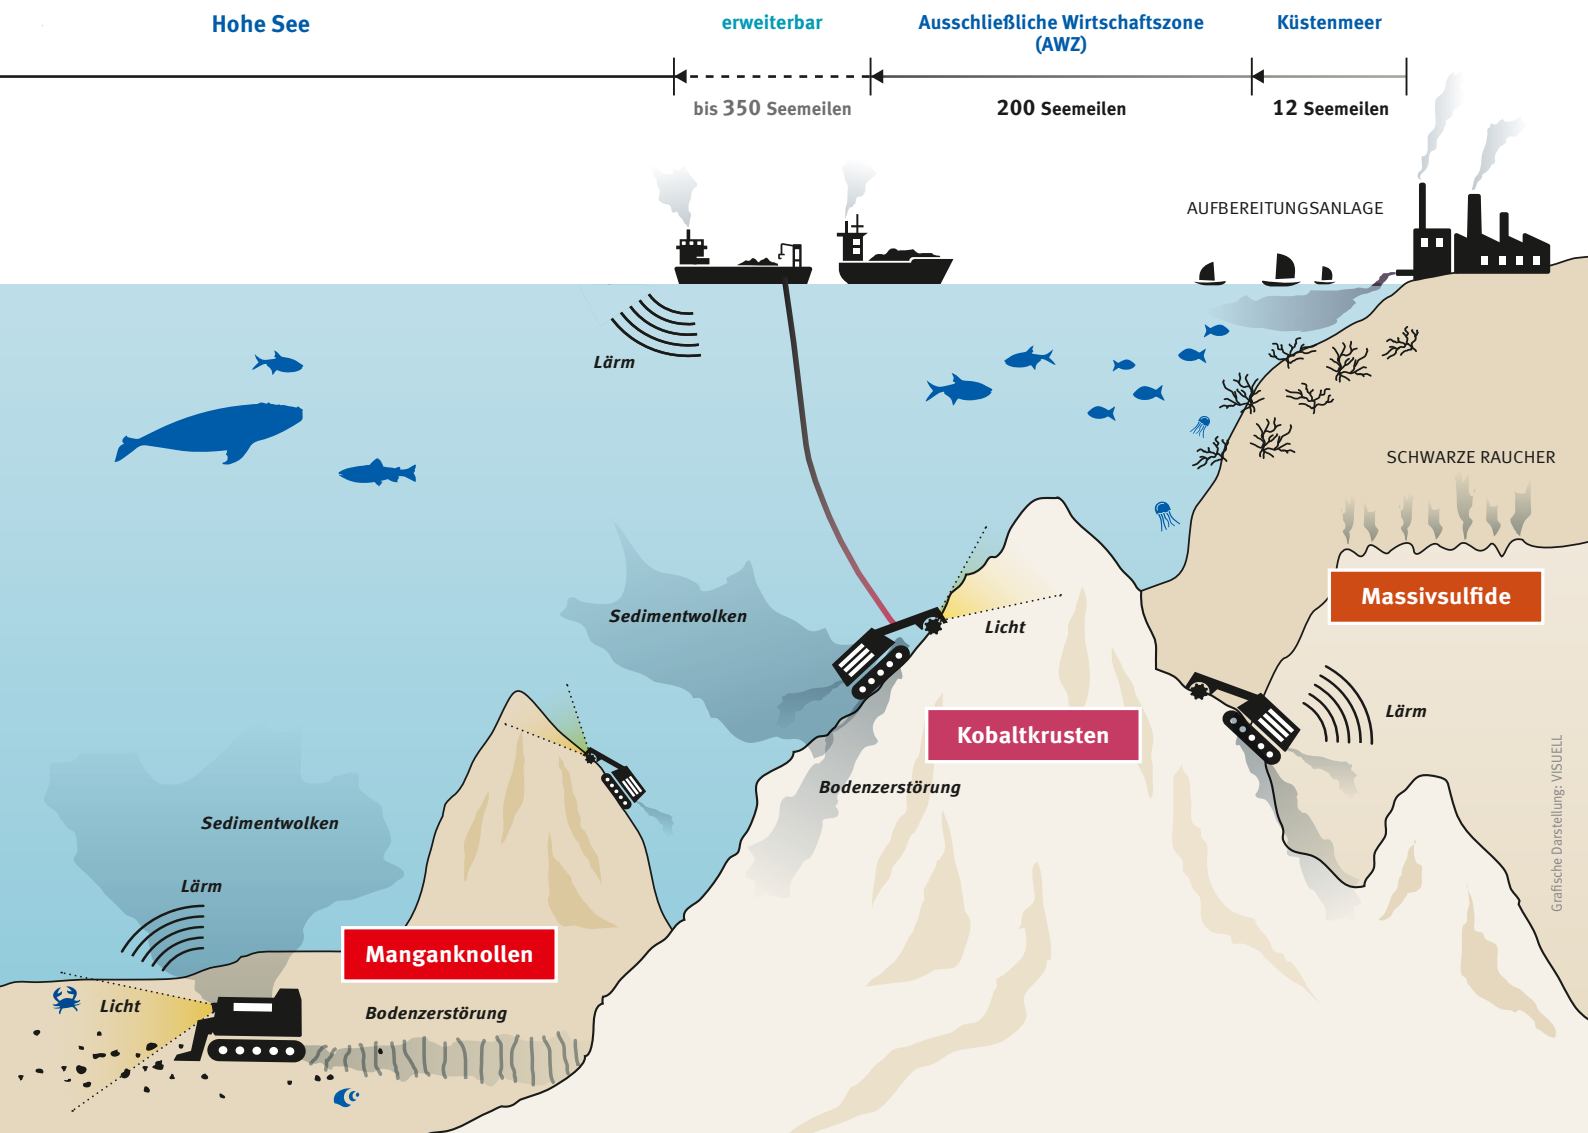 Hohe See
erweiterbar
Ausschließliche Wirtschaftszone
(AWZ)
Küstenmeer
bis 350 Seemeilen
200 Seemeilen
12 Seemeilen
AUFBEREITUNGSANLAGE
Lärm
SCHWARZE RAUCHER
Massivsulfide
Sedimentwolken
Licht
Lärm
Kobaltkrusten
Bodenzerstörung
Sedimentwolken
Lärm
Manganknollen
Licht
Bodenzerstörung
Grafische Darstellung: VISUELL